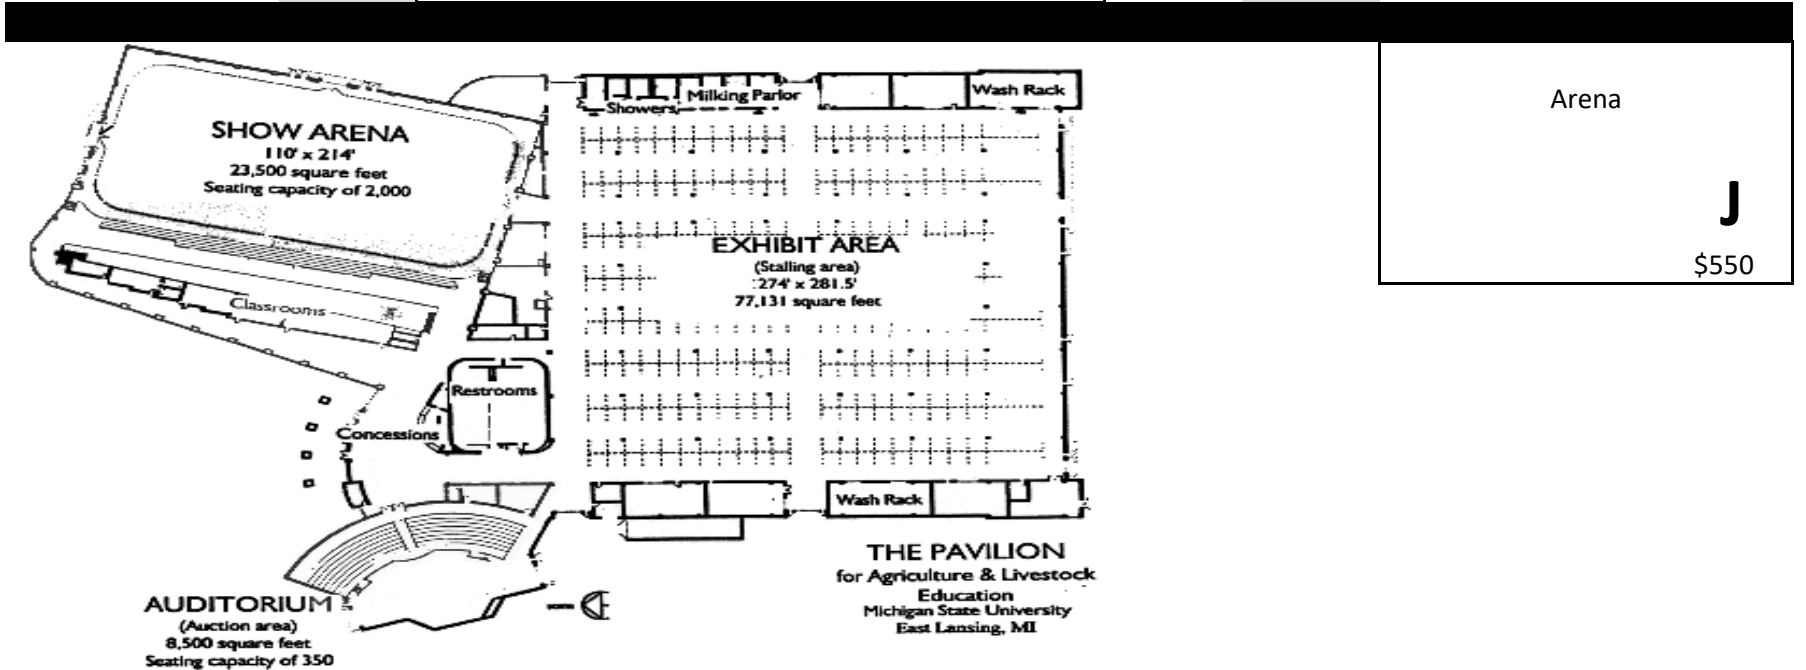 SHOW ARENA
110' x 214'
23,500 square feet
Seating capacity of 2,000
Classrooms
Showers
Milking Parlor
Wash Rack
EXHIBIT AREA
(Stalling area)
274' x 281.5'
77,131 square feet
Restrooms
Concessions
Wash Rack
AUDITORIUM
(Auction area)
8,500 square feet
Seating capacity of 350
THE PAVILION
for Agriculture & Livestock
Education
Michigan State University
East Lansing, MI
Arena
J
$550